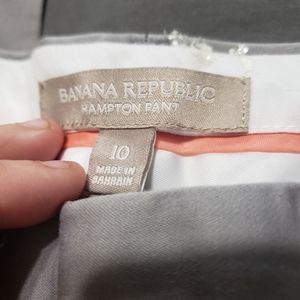 BANANA REPUBLIC
HAMPTON PANT
10
MADE IN
BAHRAIN